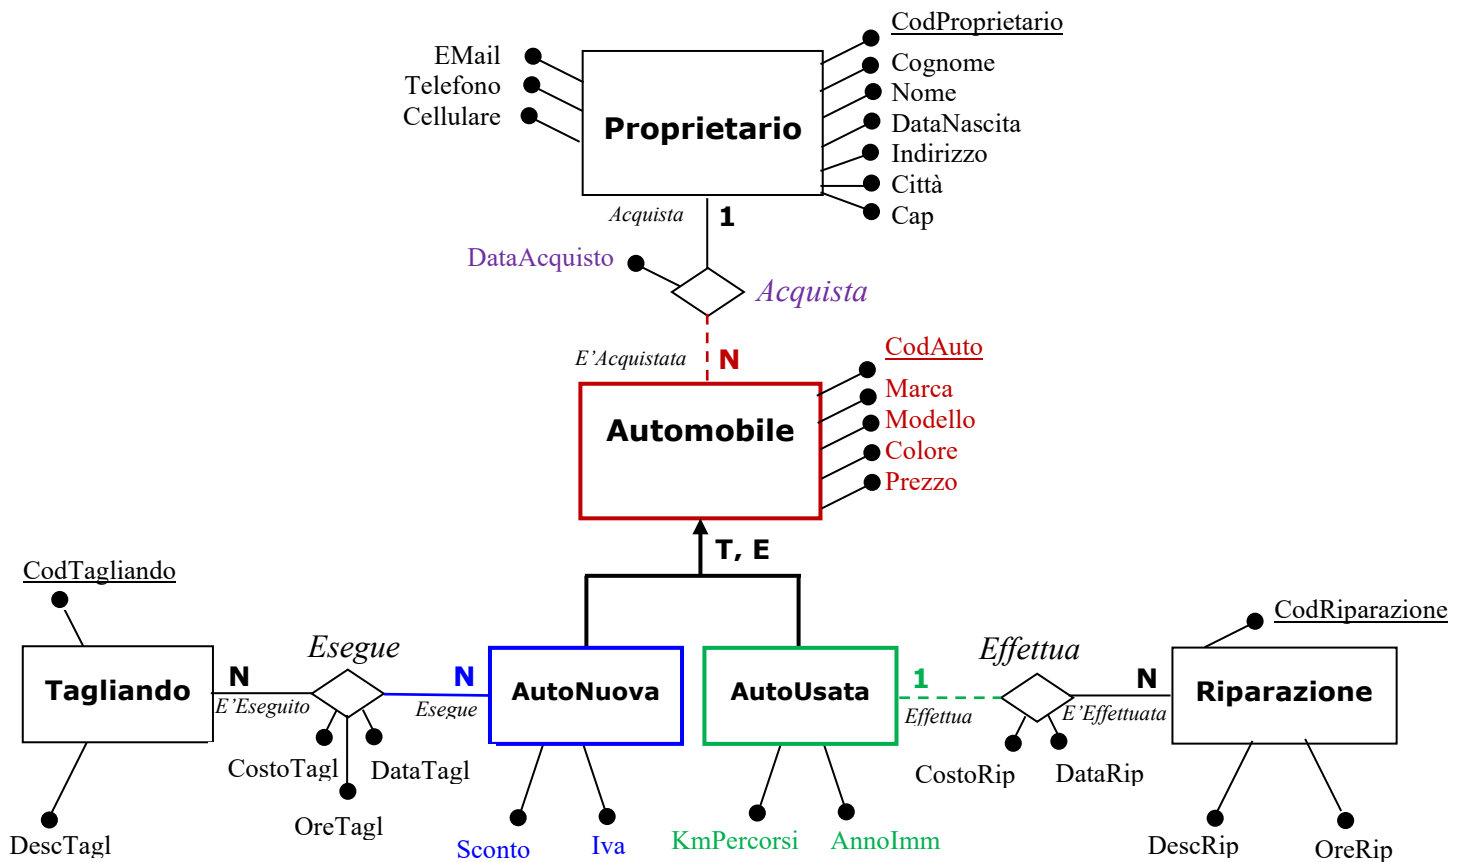 CodProprietario
EMail
Cognome
Telefono
Nome
Cellulare
Proprietario
DataNascita
Indirizzo
Città
Cap
Acquista
1
DataAcquisto
Acquista
E’Acquistata
N
CodAuto
Marca
Automobile
Modello
Colore
Prezzo
T, E
CodTagliando
CodRiparazione
Esegue
Effettua
Tagliando
N
E’Eseguito
N
Esegue
AutoNuova
AutoUsata
1
Effettua
N
E’Effettuata
Riparazione
CostoTagl
DataTagl
CostoRip
DataRip
OreTagl
DescTagl
Sconto
Iva
KmPercorsi
AnnoImm
DescRip
OreRip